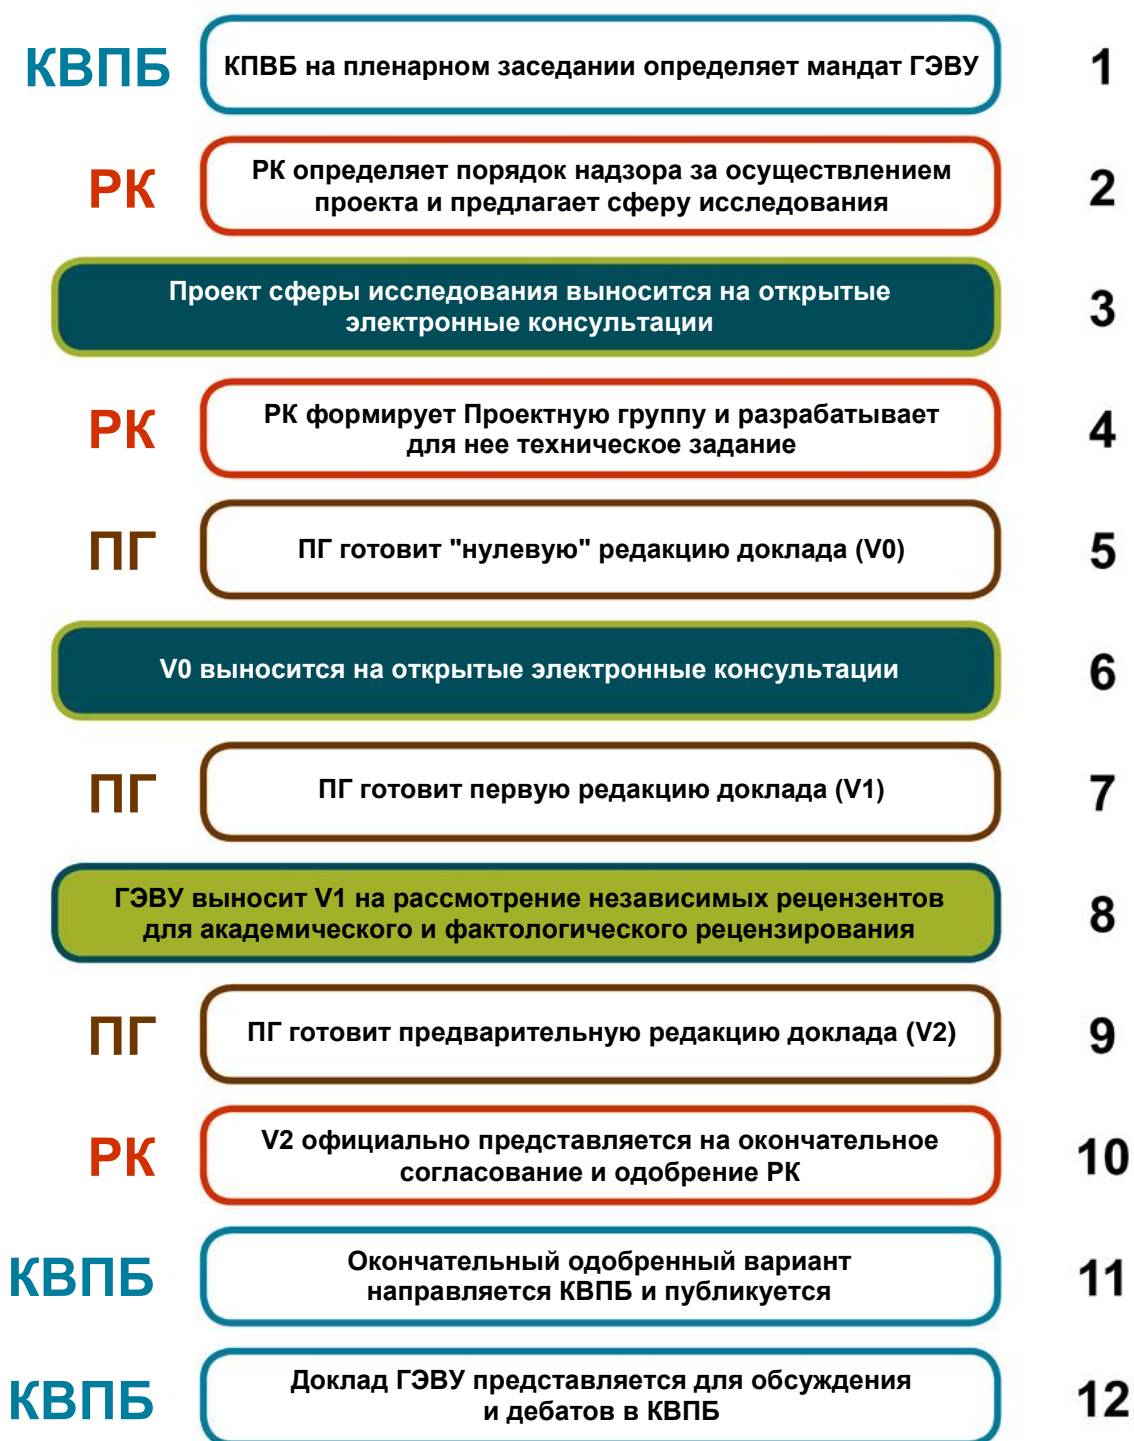 КВПБ
КПВБ на пленарном заседании определяет мандат ГЭВУ
1
РК
РК определяет порядок надзора за осуществлением
проекта и предлагает сферу исследования
2
Проект сферы исследования выносится на открытые
электронные консультации
3
РК
РК формирует Проектную группу и разрабатывает
для нее техническое задание
4
ПГ
ПГ готовит "нулевую" редакцию доклада (V0)
5
V0 выносится на открытые электронные консультации
6
ПГ
ПГ готовит первую редакцию доклада (V1)
7
ГЭВУ выносит V1 на рассмотрение независимых рецензентов
для академического и фактологического рецензирования
8
ПГ
ПГ готовит предварительную редакцию доклада (V2)
9
РК
V2 официально представляется на окончательное
согласование и одобрение РК
10
КВПБ
Окончательный одобренный вариант
направляется КВПБ и публикуется
11
КВПБ
Доклад ГЭВУ представляется для обсуждения
и дебатов в КВПБ
12